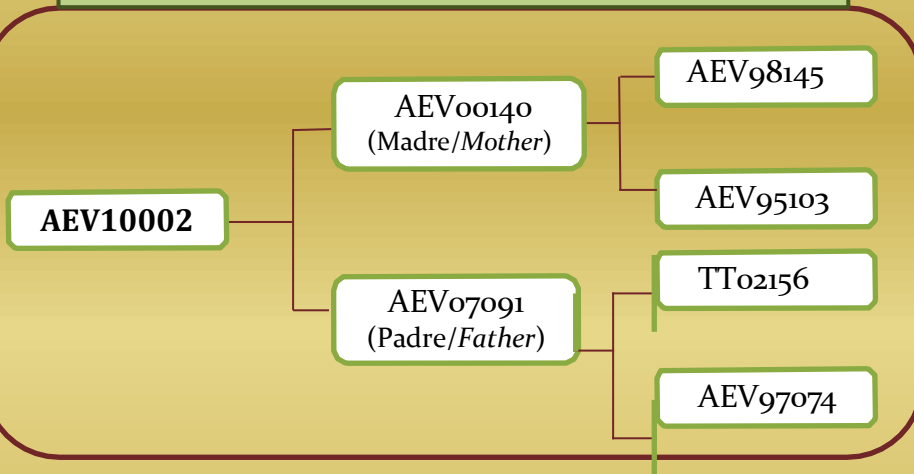 AEV98145
AEV00140
(Madre/Mother)
AEV95103
AEV10002
TT02156
AEV07091
(Padre/Father)
AEV97074